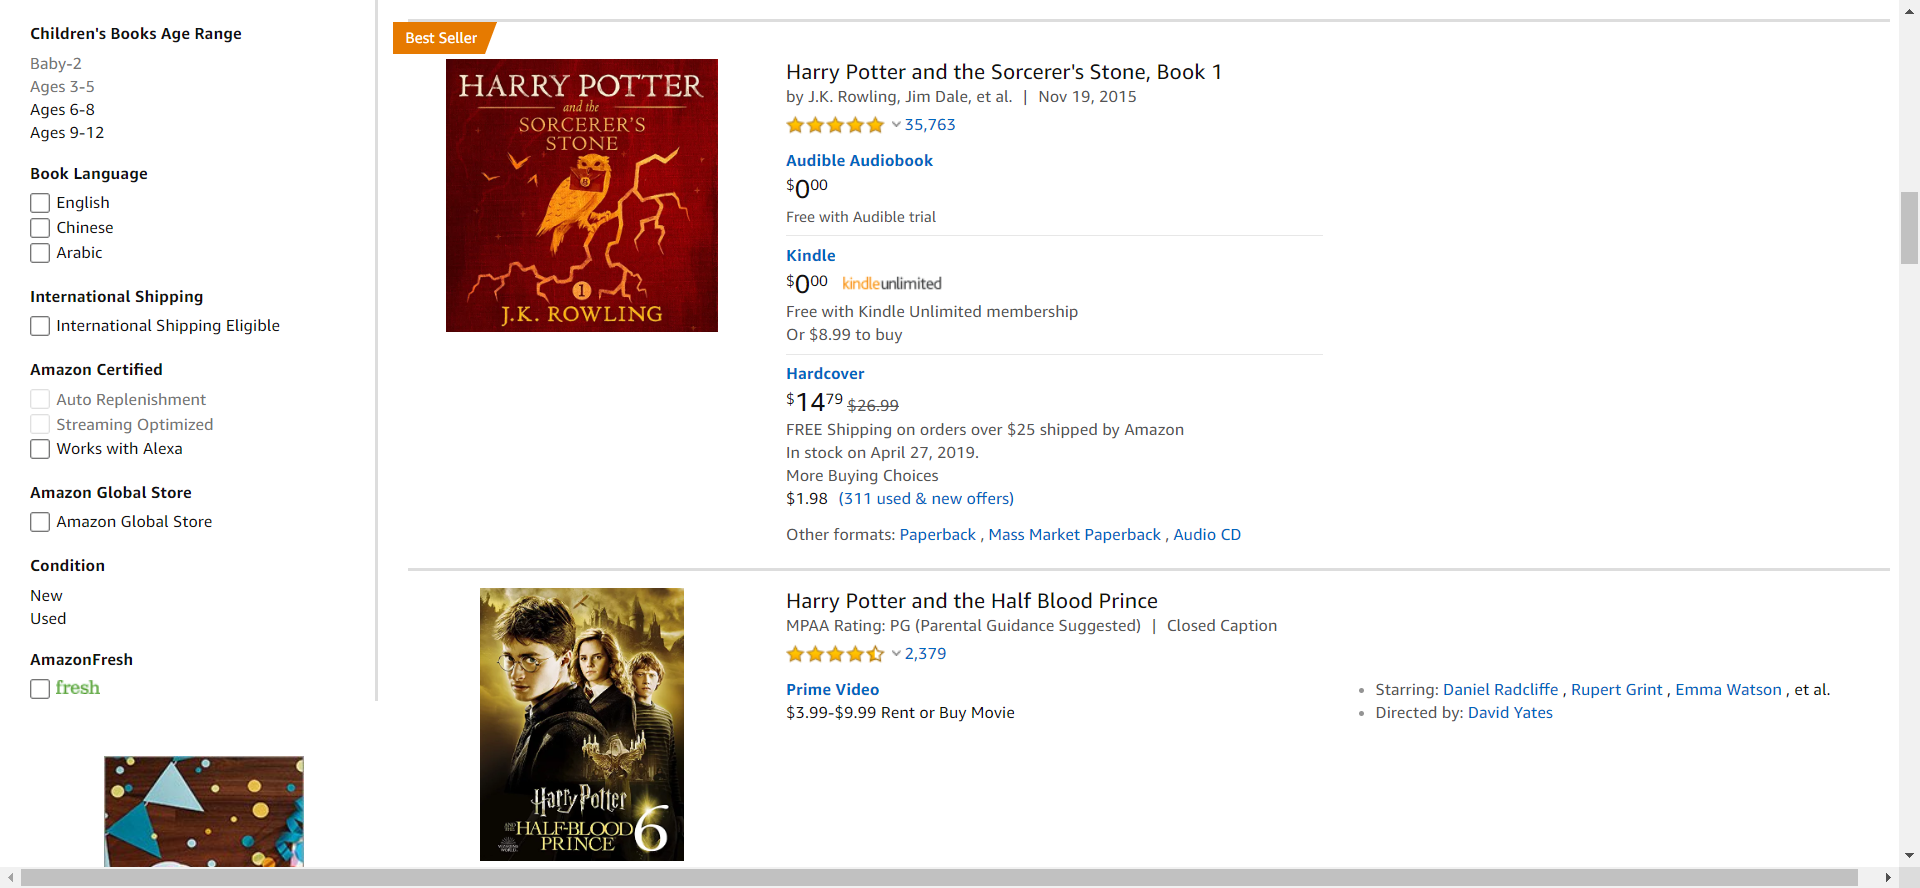 Children's Books Age Range
Baby-2
Ages 3-5
Ages 6-8
Ages 9-12
Book Language
English
Chinese
Arabic
International Shipping
International Shipping Eligible
Amazon Certified
Auto Replenishment
Streaming Optimized
Works with Alexa
Amazon Global Store
Amazon Global Store
Condition
New
Used
AmazonFresh
fresh
Best Seller
HARRY POTTER
and the
SORCERER'S
STONE
1
J.K. ROWLING
Harry Potter and the Sorcerer's Stone, Book 1
by J.K. Rowling, Jim Dale, et al. | Nov 19, 2015
35,763
Audible Audiobook
$000
Free with Audible trial
Kindle
$000 kindleunlimited
Free with Kindle Unlimited membership
Or $8.99 to buy
Hardcover
$1479 $26.99
FREE Shipping on orders over $25 shipped by Amazon
In stock on April 27, 2019.
More Buying Choices
$1.98 (311 used & new offers)
Other formats: Paperback , Mass Market Paperback , Audio CD
Harry Potter
AND THE
HALF-BLOOD
PRINCE
6
Harry Potter and the Half Blood Prince
MPAA Rating: PG (Parental Guidance Suggested) | Closed Caption
2,379
Prime Video
$3.99-$9.99 Rent or Buy Movie
• Starring: Daniel Radcliffe , Rupert Grint , Emma Watson , et al.
• Directed by: David Yates